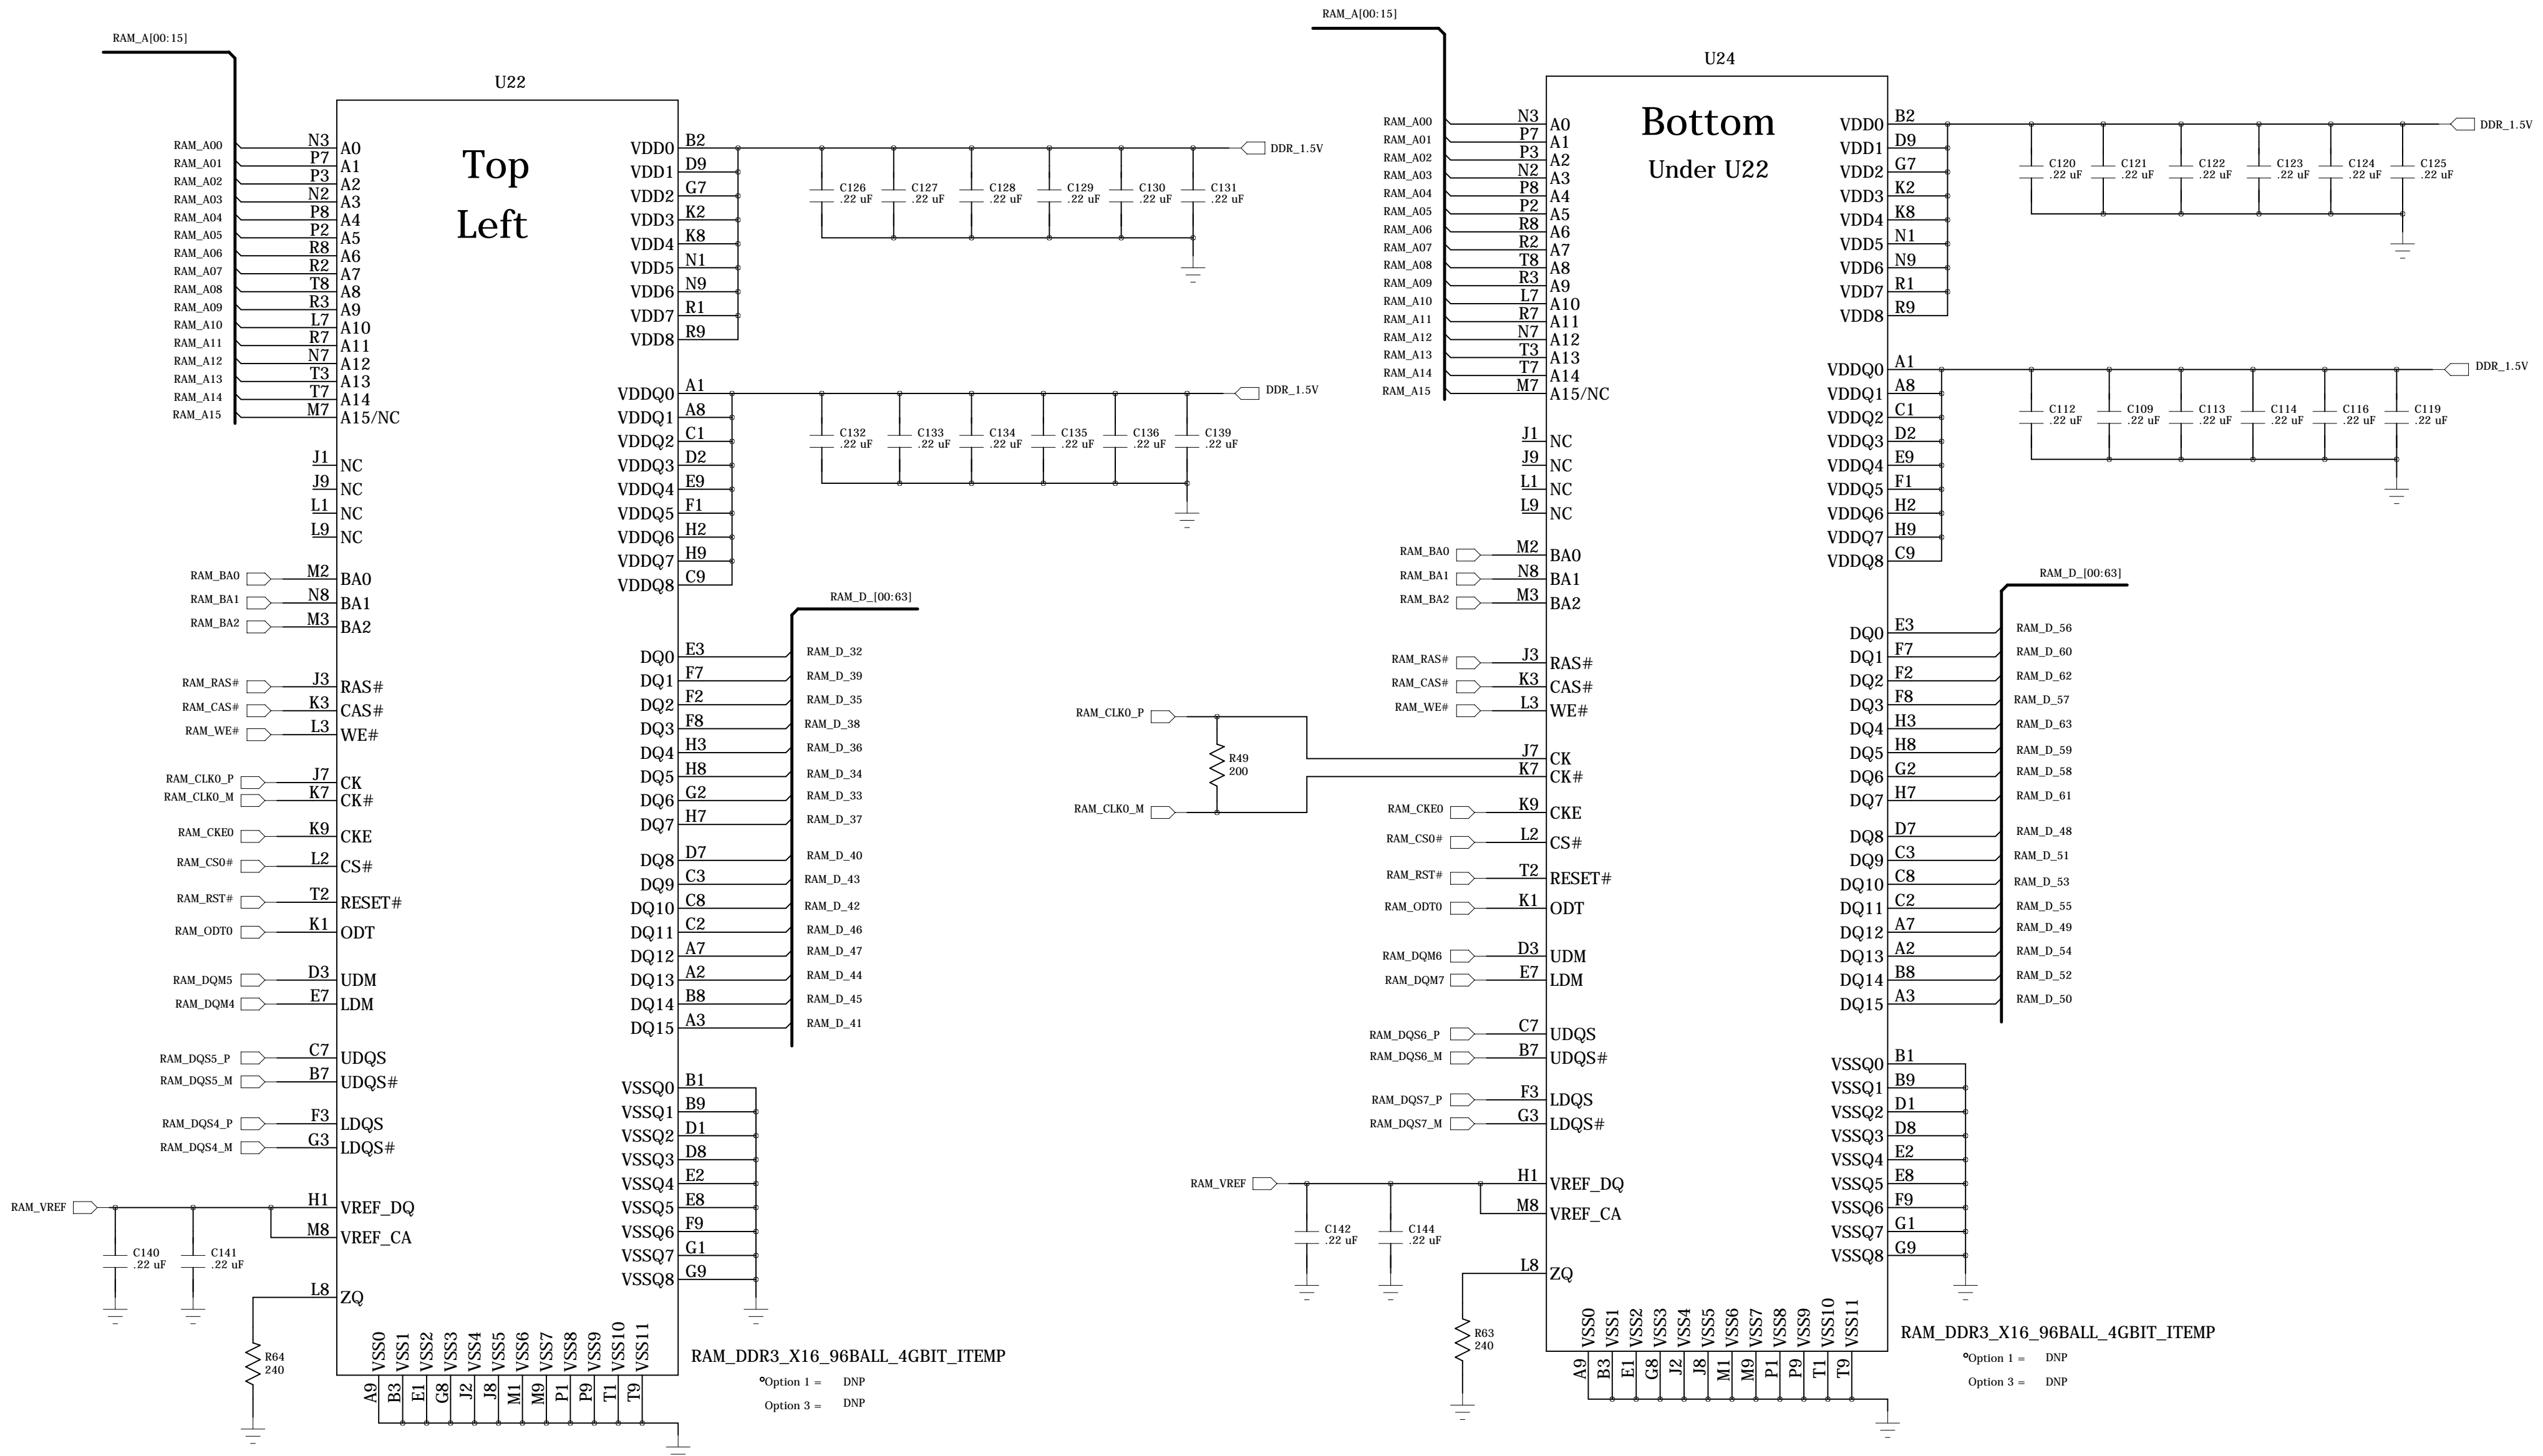 RAM_A[00:15]
U22
Top
Left
RAM_A00 N3 A0
RAM_A01 P7 A1
RAM_A02 P3 A2
RAM_A03 N2 A3
RAM_A04 P8 A4
RAM_A05 P2 A5
RAM_A06 R8 A6
RAM_A07 R2 A7
RAM_A08 T8 A8
RAM_A09 R3 A9
RAM_A10 L7 A10
RAM_A11 R7 A11
RAM_A12 N7 A12
RAM_A13 T3 A13
RAM_A14 T7 A14
RAM_A15 M7 A15/NC
J1 NC
J9 NC
L1 NC
L9 NC
RAM_BA0 M2 BA0
RAM_BA1 N8 BA1
RAM_BA2 M3 BA2
RAM_RAS# J3 RAS#
RAM_CAS# K3 CAS#
RAM_WE# L3 WE#
RAM_CLK0_P J7 CK
RAM_CLK0_M K7 CK#
RAM_CKE0 K9 CKE
RAM_CS0# L2 CS#
RAM_RST# T2 RESET#
RAM_ODT0 K1 ODT
RAM_DQM5 D3 UDM
RAM_DQM4 E7 LDM
RAM_DQS5_P C7 UDQS
RAM_DQS5_M B7 UDQS#
RAM_DQS4_P F3 LDQS
RAM_DQS4_M G3 LDQS#
RAM_VREF H1 VREF_DQ
M8 VREF_CA
C140 .22 uF
C141 .22 uF
L8 ZQ
R64
240
VDD0 B2 DDR_1.5V
VDD1 D9
VDD2 G7
VDD3 K2
VDD4 K8
VDD5 N1
VDD6 N9
VDD7 R1
VDD8 R9
C126 C127 C128 C129 C130 C131
.22 uF .22 uF .22 uF .22 uF .22 uF .22 uF
VDDQ0 A1 DDR_1.5V
VDDQ1 A8
VDDQ2 C1
VDDQ3 D2
VDDQ4 E9
VDDQ5 F1
VDDQ6 H2
VDDQ7 H9
VDDQ8 C9
C132 C133 C134 C135 C136 C139
.22 uF .22 uF .22 uF .22 uF .22 uF .22 uF
RAM_D_[00:63]
DQ0 E3 RAM_D_32
DQ1 F7 RAM_D_39
DQ2 F2 RAM_D_35
DQ3 F8 RAM_D_38
DQ4 H3 RAM_D_36
DQ5 H8 RAM_D_34
DQ6 G2 RAM_D_33
DQ7 H7 RAM_D_37
DQ8 D7 RAM_D_40
DQ9 C3 RAM_D_43
DQ10 C8 RAM_D_42
DQ11 C2 RAM_D_46
DQ12 A7 RAM_D_47
DQ13 A2 RAM_D_44
DQ14 B8 RAM_D_45
DQ15 A3 RAM_D_41
VSSQ0 B1
VSSQ1 B9
VSSQ2 D1
VSSQ3 D8
VSSQ4 E2
VSSQ5 E8
VSSQ6 F9
VSSQ7 G1
VSSQ8 G9
VSS0 VSS1 VSS2 VSS3 VSS4 VSS5 VSS6 VSS7 VSS8 VSS9 VSS10 VSS11
A9 B3 E1 G8 J2 J8 M1 M9 P1 P9 T1 T9
RAM_DDR3_X16_96BALL_4GBIT_ITEMP
Option 1 = DNP
Option 3 = DNP
RAM_A[00:15]
U24
Bottom
Under U22
RAM_A00 N3 A0
RAM_A01 P7 A1
RAM_A02 P3 A2
RAM_A03 N2 A3
RAM_A04 P8 A4
RAM_A05 P2 A5
RAM_A06 R8 A6
RAM_A07 R2 A7
RAM_A08 T8 A8
RAM_A09 R3 A9
RAM_A10 L7 A10
RAM_A11 R7 A11
RAM_A12 N7 A12
RAM_A13 T3 A13
RAM_A14 T7 A14
RAM_A15 M7 A15/NC
J1 NC
J9 NC
L1 NC
L9 NC
RAM_BA0 M2 BA0
RAM_BA1 N8 BA1
RAM_BA2 M3 BA2
RAM_RAS# J3 RAS#
RAM_CAS# K3 CAS#
RAM_WE# L3 WE#
RAM_CLK0_P J7 CK
R49
200
RAM_CLK0_M K7 CK#
RAM_CKE0 K9 CKE
RAM_CS0# L2 CS#
RAM_RST# T2 RESET#
RAM_ODT0 K1 ODT
RAM_DQM6 D3 UDM
RAM_DQM7 E7 LDM
RAM_DQS6_P C7 UDQS
RAM_DQS6_M B7 UDQS#
RAM_DQS7_P F3 LDQS
RAM_DQS7_M G3 LDQS#
RAM_VREF H1 VREF_DQ
M8 VREF_CA
C142 .22 uF
C144 .22 uF
L8 ZQ
R63
240
VDD0 B2 DDR_1.5V
VDD1 D9
VDD2 G7
VDD3 K2
VDD4 K8
VDD5 N1
VDD6 N9
VDD7 R1
VDD8 R9
C120 C121 C122 C123 C124 C125
.22 uF .22 uF .22 uF .22 uF .22 uF .22 uF
VDDQ0 A1 DDR_1.5V
VDDQ1 A8
VDDQ2 C1
VDDQ3 D2
VDDQ4 E9
VDDQ5 F1
VDDQ6 H2
VDDQ7 H9
VDDQ8 C9
C112 C109 C113 C114 C116 C119
.22 uF .22 uF .22 uF .22 uF .22 uF .22 uF
RAM_D_[00:63]
DQ0 E3 RAM_D_56
DQ1 F7 RAM_D_60
DQ2 F2 RAM_D_62
DQ3 F8 RAM_D_57
DQ4 H3 RAM_D_63
DQ5 H8 RAM_D_59
DQ6 G2 RAM_D_58
DQ7 H7 RAM_D_61
DQ8 D7 RAM_D_48
DQ9 C3 RAM_D_51
DQ10 C8 RAM_D_53
DQ11 C2 RAM_D_55
DQ12 A7 RAM_D_49
DQ13 A2 RAM_D_54
DQ14 B8 RAM_D_52
DQ15 A3 RAM_D_50
VSSQ0 B1
VSSQ1 B9
VSSQ2 D1
VSSQ3 D8
VSSQ4 E2
VSSQ5 E8
VSSQ6 F9
VSSQ7 G1
VSSQ8 G9
VSS0 VSS1 VSS2 VSS3 VSS4 VSS5 VSS6 VSS7 VSS8 VSS9 VSS10 VSS11
A9 B3 E1 G8 J2 J8 M1 M9 P1 P9 T1 T9
RAM_DDR3_X16_96BALL_4GBIT_ITEMP
Option 1 = DNP
Option 3 = DNP